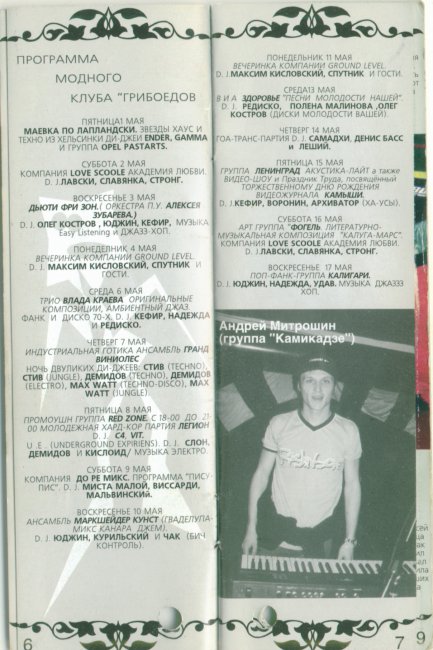 ПРОГРАММА
МОДНОГО
КЛУБА "ГРИБОЕДОВ
ПЯТНИЦА1 МАЯ
МАЕВКА ПО ЛАПЛАНДСКИ. ЗВЕЗДЫ ХАУС И
ТЕХНО ИЗ ХЕЛЬСИНКИ ДИ-ДЖЕИ ENDER, GAMMA
И ГРУППА OPEL PASTARTS.
СУББОТА 2 МАЯ
КОМПАНИЯ LOVE SCOOLE АКАДЕМИЯ ЛЮБВИ.
D.J.ЛАВСКИ, СЛАВЯНКА, СТРОНГ.
ВОСКРЕСЕНЬЕ 3 МАЯ
ДЬЮТИ ФРИ ЗОН. ( ОРКЕСТРА П.У. АЛЕКСЕЯ
ЗУБАРЕВА.)
D. J. ОЛЕГ КОСТРОВ , ЮДЖИН, КЕФИР, МУЗЫКА
Easy Listening и ДЖАЗЗ-ХОП.
ПОНЕДЕЛНИК 4 МАЯ
ВЕЧЕРИНКА КОМПАНИИ GROUND LEVEL.
D. J. МАКСИМ КИСЛОВСКИЙ, СПУТНИК И
ГОСТИ.
СРЕДА 6 МАЯ
ТРИО ВЛАДА КРАЕВА ОРИГИНАЛЬНЫЕ
КОМПОЗИЦИИ, АМБИЕНТНЫЙ ДЖАЗ.
ФАНК И ДИСКО 70-Х. D. J. КЕФИР, НАДЕЖДА
И РЕДИСКО.
ЧЕТВЕРГ 7 МАЯ
ИНДУСТРИАЛЬНАЯ ГОТИКА АНСАМБЛЬ ГРАНД
ВИНИОЛЕС
НОЧЬ ДВУЛИКИХ ДИ-ДЖЕЕВ: СТИВ (TECHNO),
СТИВ (JUNGLE), ДЕМИДОВ (TECHNO), ДЕМИДОВ
(ELECTRO), MAX WATT (TECHNO-DISCO), MAX
WATT (JUNGLE).
ПЯТНИЦА 8 МАЯ
ПРОМОУШН ГРУППА RED ZONE. С 18-00 ДО 21-
00 МОЛОДЕЖНАЯ ХАРД-КОР ПАРТИЯ ЛЕГИОН
D. J. C4, VIT.
U .E . (UNDERGROUND EXPIRIENS). D. J. СЛОН,
ДЕМИДОВ И КИСЛОИД/ МУЗЫКА ЭЛЕКТРО.
СУББОТА 9 МАЯ
КОМПАНИЯ ДО РЕ МИКС. ПРОГРАММА "ПИСУ-
ПИС". D. J. МИСТА МАЛОЙ, ВИССАРДИ,
МАЛЬВИНСКИЙ.
ВОСКРЕСЕНЬЕ 10 МАЯ
АНСАМБЛЬ МАРКШЕЙДЕР КУНСТ (ГВАДЕЛУПА-
МИКС КАНАРА ДЖЕМ).
D. J. ЮДЖИН, КУРИЛЬСКИЙ И ЧАК (БИЧ
КОНТРОЛЬ).
6
ПОНЕДЕЛЬНИК 11 МАЯ
ВЕЧЕРИНКА КОМПАНИИ GROUND LEVEL.
D. J.МАКСИМ КИСЛОВСКИЙ, СПУТНИК И ГОСТИ.
СРЕДА13 МАЯ
В И А ЗДОРОВЬЕ "ПЕСНИ МОЛОДОСТИ НАШЕЙ".
D. J. РЕДИСКО, ПОЛЕНА МАЛИНОВА ,ОЛЕГ
КОСТРОВ (ДИСКИ МОЛОДОСТИ ВАШЕЙ).
ЧЕТВЕРГ 14 МАЯ
ГОА-ТРАНС-ПАРТИЯ D J. САМАДХИ, ДЕНИС БАСС
и ЛЕШИЙ.
ПЯТНИЦА 15 МАЯ
ГРУППА ЛЕНИНГРАД АКУСТИКА-ЛАЙТ а также
ВИДЕО-ШОУ и Праздник Труда, посвящённый
ТОРЖЕСТВЕННОМУ ДНЮ РОЖДЕНИЯ
ВИДЕОЖУРНАЛА КАМЫШИ.
D. J .КЕФИР, ВОРОНИН, АРХИВАТОР (ХА-УСЫ).
СУББОТА 16 МАЯ
АРТ ГРУППА "ФОГЕЛЬ. ЛИТЕРАТУРНО-
МУЗЫКАЛЬНАЯ КОМПОЗИЦИЯ "КАЛУГА-МАРС".
КОМПАНИЯ LOVE SCOOLE АКАДЕМИЯ ЛЮБВИ.
D.J.ЛАВСКИ, СЛАВЯНКА, СТРОНГ.
ВОСКРЕСЕНЬЕ 17 МАЯ
ПОП-ФАНК-ГРУППА КАЛИГАРИ.
D. J. ЮДЖИН, НАДЕЖДА, УДАВ. МУЗЫКА ДЖАЗЗЗ
ХОП.
Андрей Митрошин
(группа "Камикадзе")
7
9